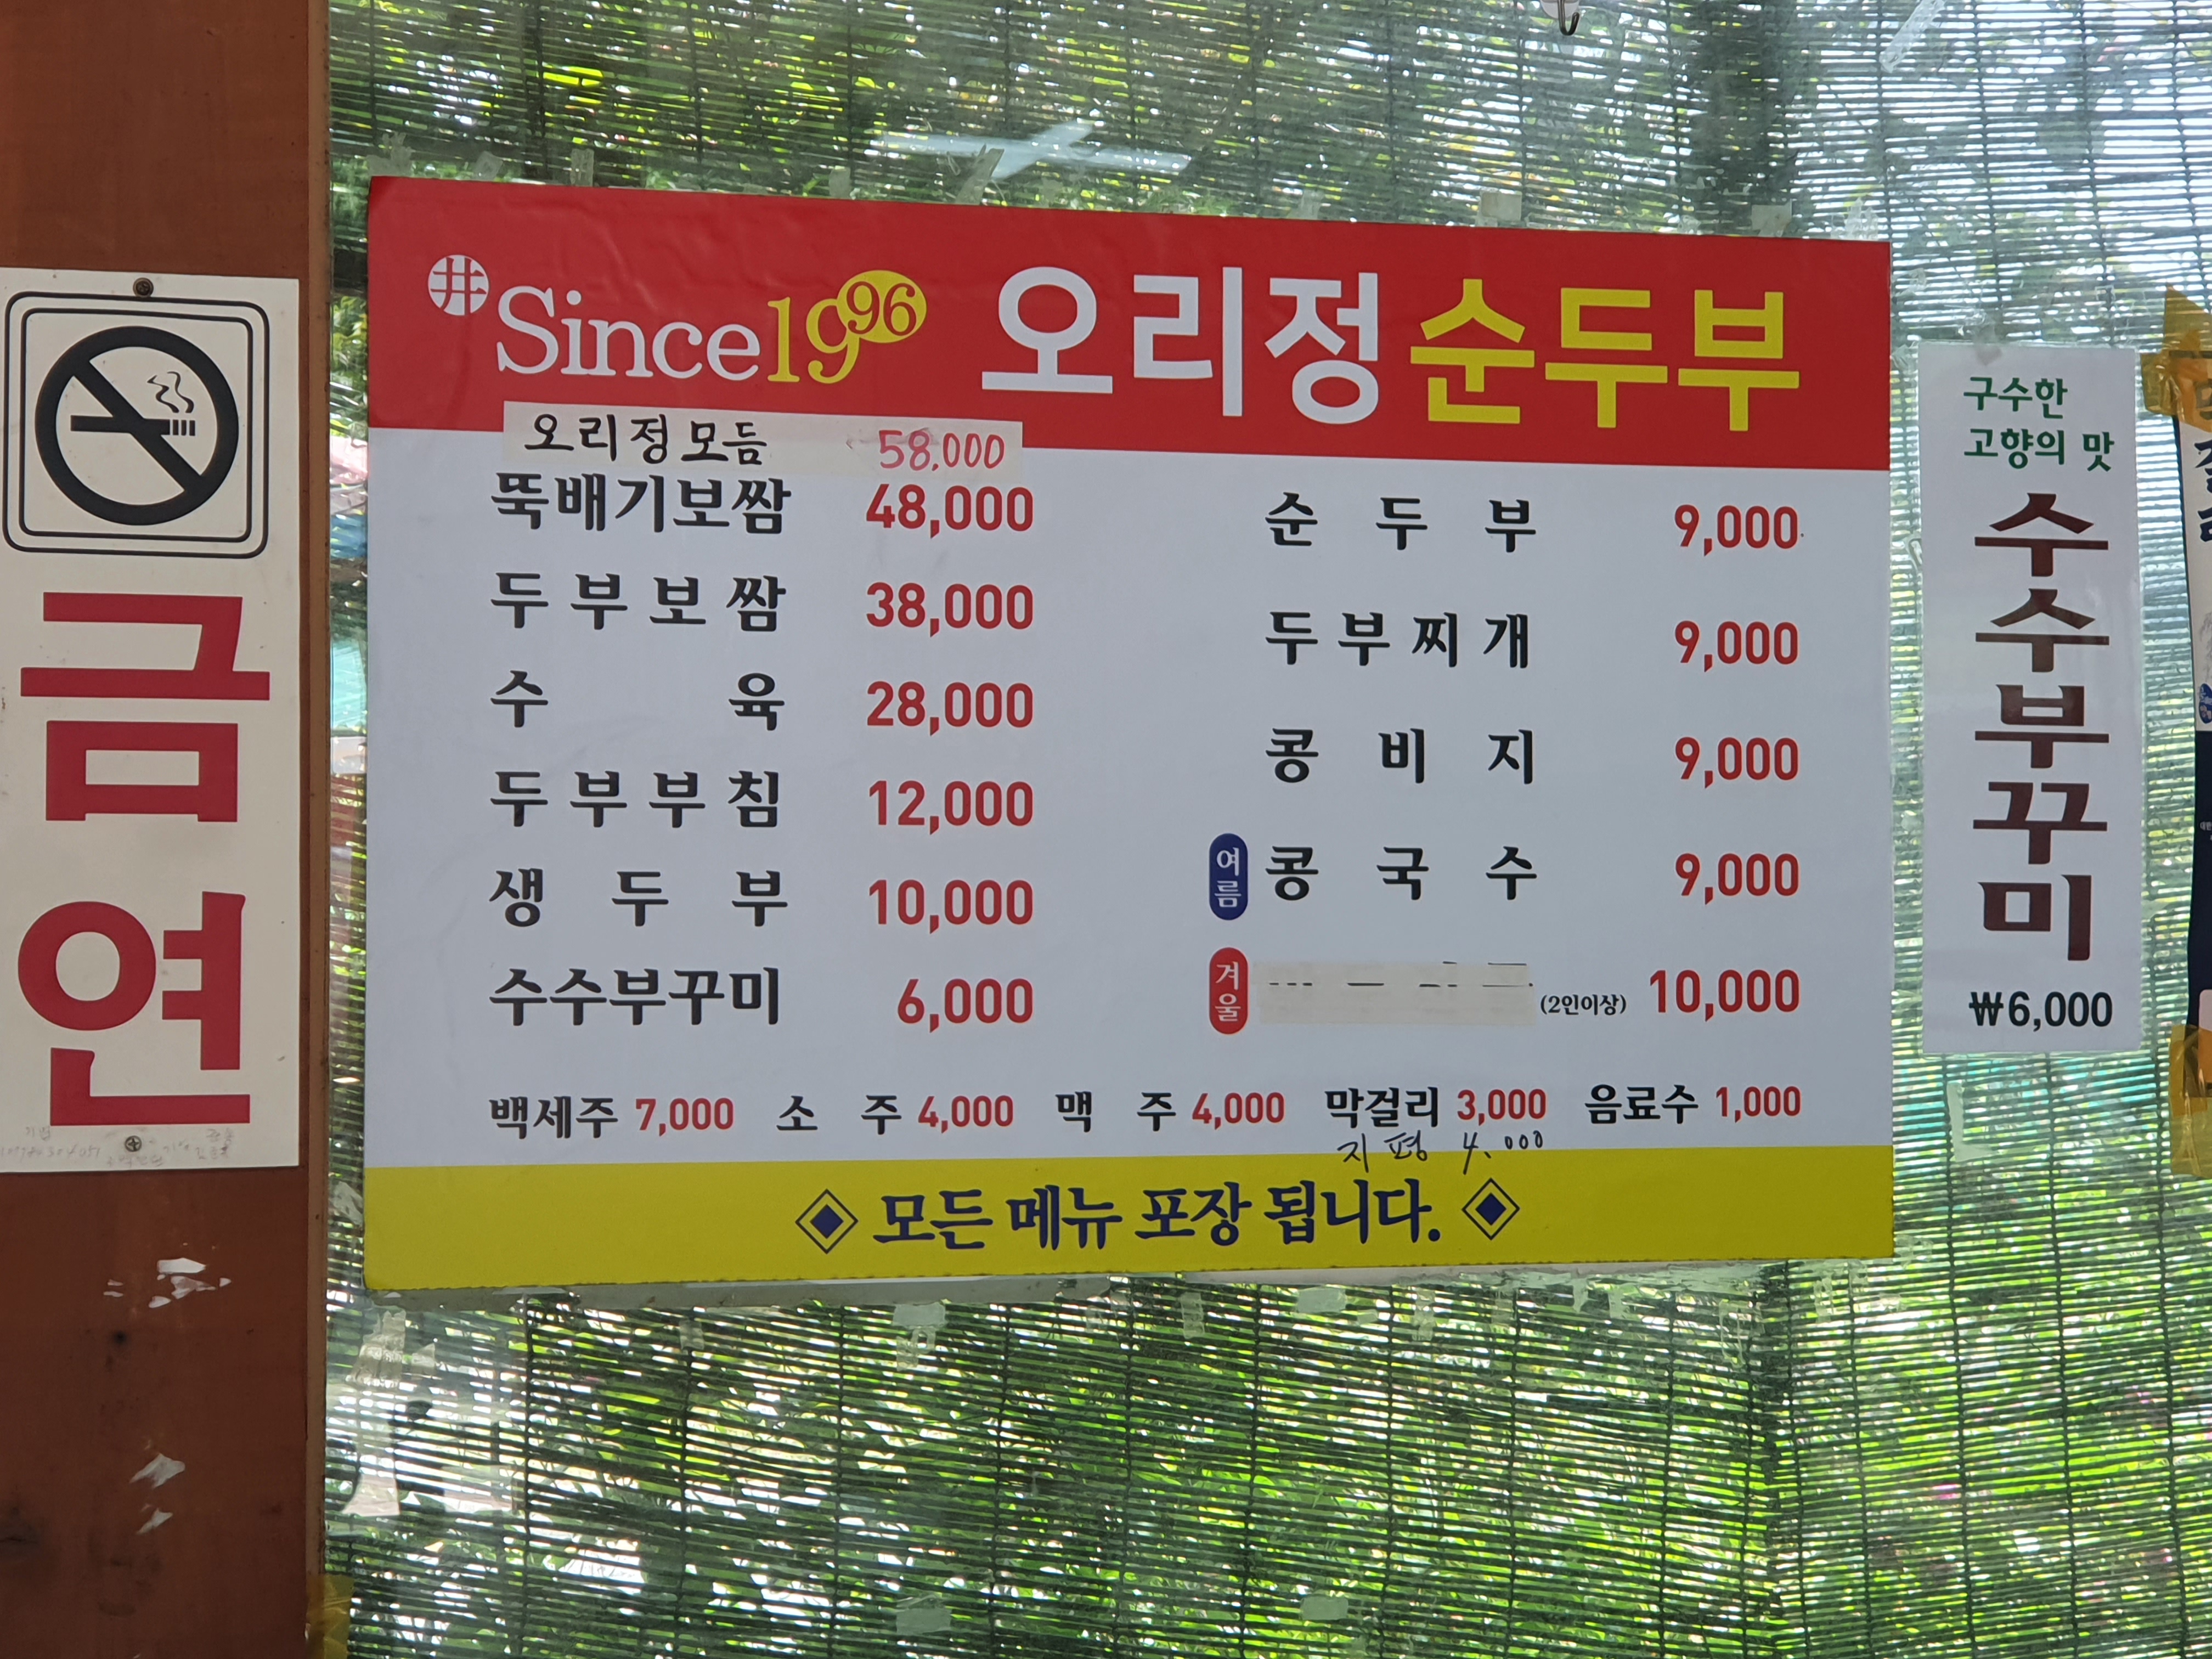 금연
井 Since1996 오리정순두부
오리정모듬 58,000
뚝배기보쌈 48,000
두부보쌈 38,000
수육 28,000
두부부침 12,000
생두부 10,000
수수부꾸미 6,000
순두부 9,000
두부찌개 9,000
콩비지 9,000
여름 콩국수 9,000
겨울 (2인이상) 10,000
백세주 7,000 소주 4,000 맥주 4,000 막걸리 3,000 음료수 1,000
지평 4.000
모든 메뉴 포장 됩니다.
구수한
고향의 맛
수수부꾸미
₩6,000